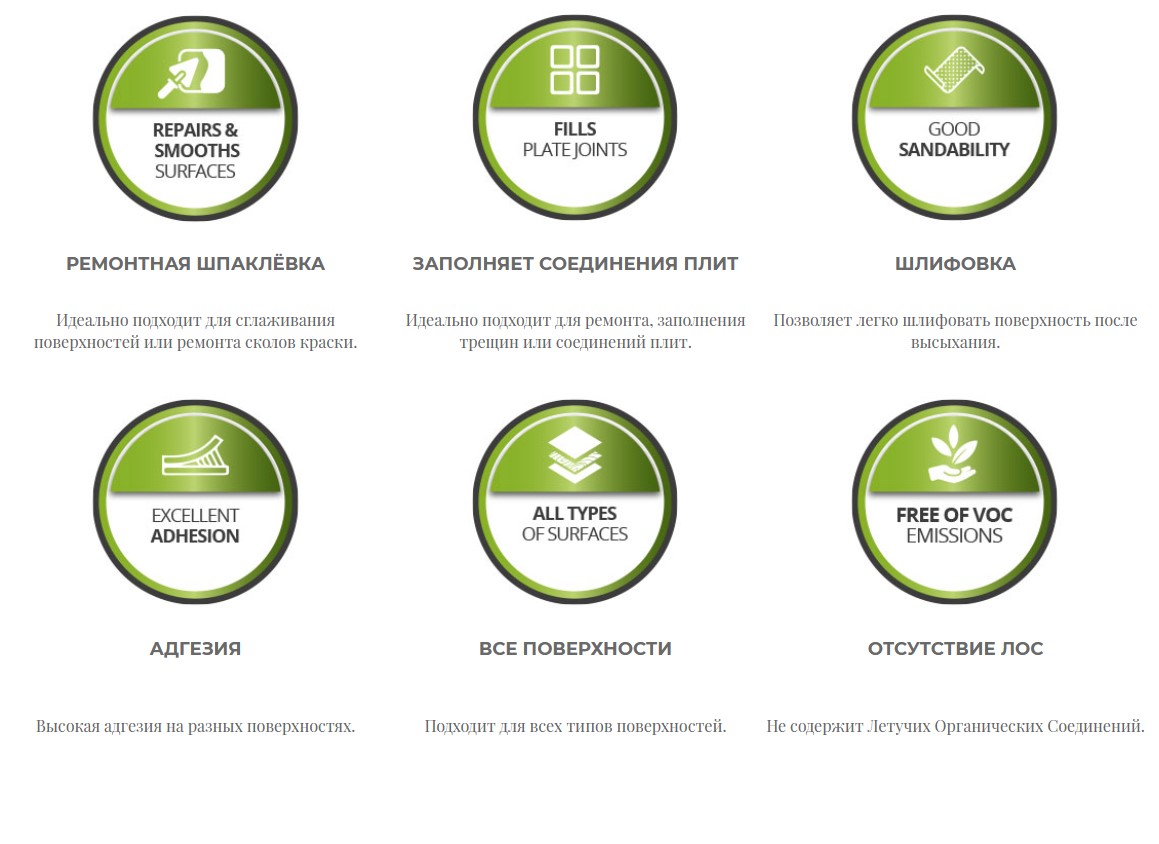 REPAIRS &
SMOOTHS
SURFACES
FILLS
PLATE JOINTS
GOOD
SANDABILITY
РЕМОНТНАЯ ШПАКЛЁВКА
ЗАПОЛНЯЕТ СОЕДИНЕНИЯ ПЛИТ
ШЛИФОВКА
Идеально подходит для сглаживания
поверхностей или ремонта сколов краски.
Идеально подходит для ремонта, заполнения
трещин или соединений плит.
Позволяет легко шлифовать поверхность после
высыхания.
EXCELLENT
ADHESION
ALL TYPES
OF SURFACES
FREE OF VOC
EMISSIONS
АДГЕЗИЯ
ВСЕ ПОВЕРХНОСТИ
ОТСУТСТВИЕ ЛОС
Высокая адгезия на разных поверхностях.
Подходит для всех типов поверхностей.
Не содержит Летучих Органических Соединений.